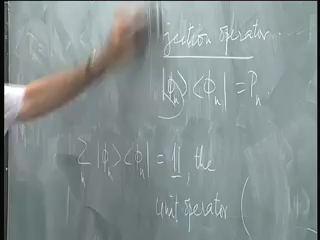 jection operator
|ϕₙ><ϕₙ| = Pₙ
∑ |ϕₙ><ϕₙ| = 𝟙, the
unit operator (